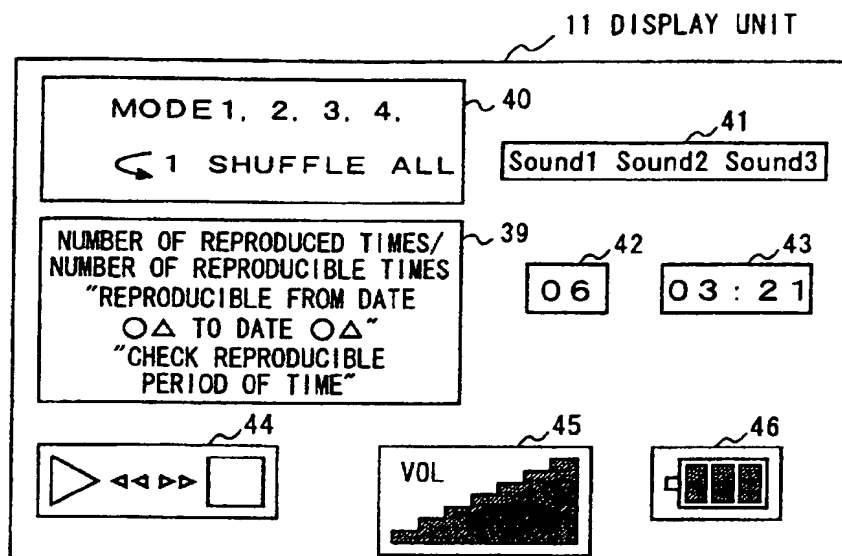 11 DISPLAY UNIT
MODE 1. 2. 3. 4.
40
1 SHUFFLE ALL
41
Sound1 Sound2 Sound3
NUMBER OF REPRODUCED TIMES/
NUMBER OF REPRODUCIBLE TIMES
"REPRODUCIBLE FROM DATE
○△ TO DATE ○△"
"CHECK REPRODUCIBLE
PERIOD OF TIME"
39
42
06
43
03:21
44
45
VOL
46